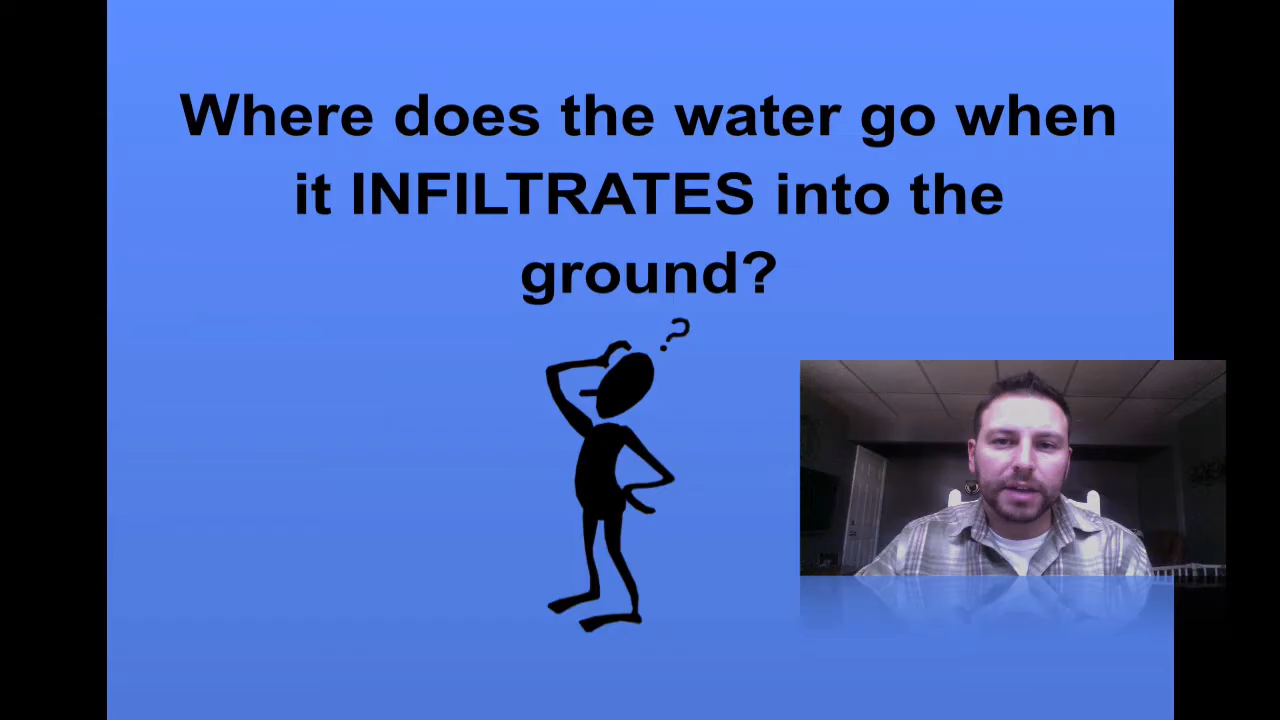 Where does the water go when
it INFILTRATES into the
ground?
?